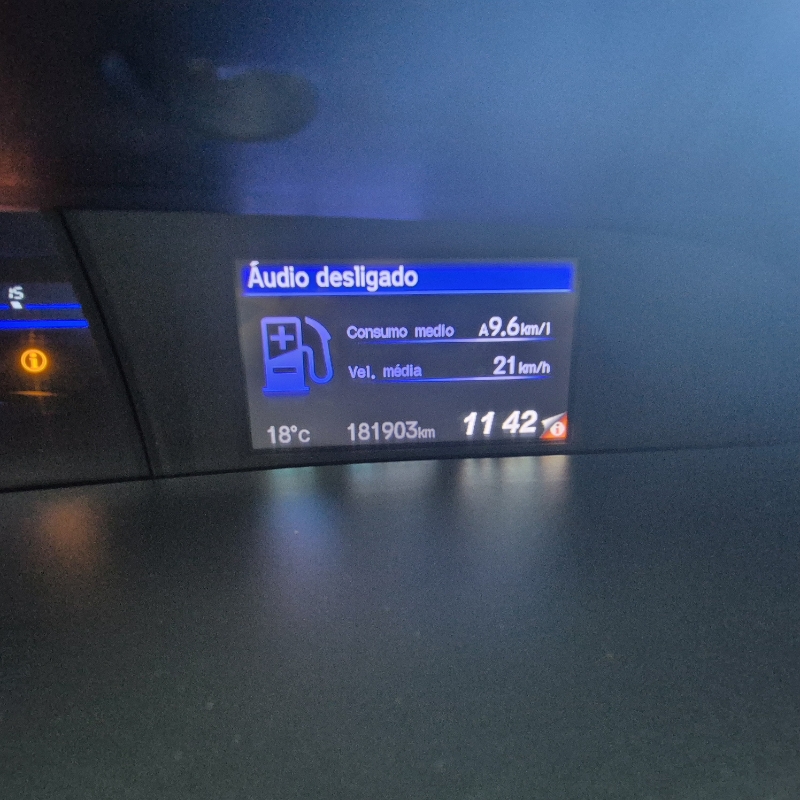 Áudio desligado
Consumo medio A9.6km/l
Vel. média 21km/h
18°c 181903km 11 42